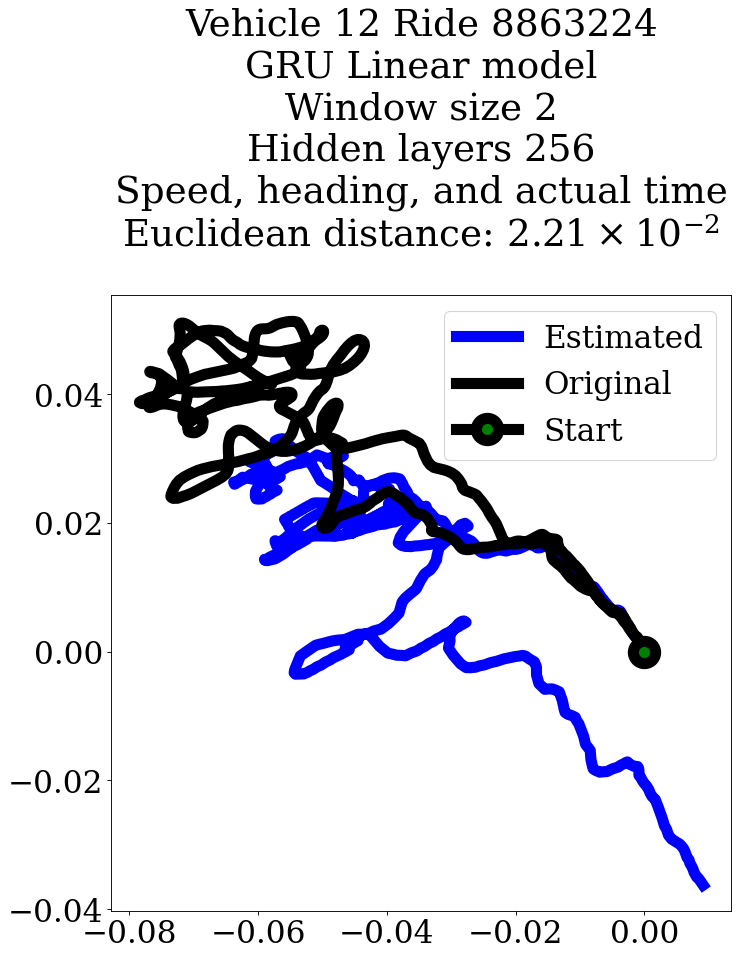 Vehicle 12 Ride 8863224
GRU Linear model
Window size 2
Hidden layers 256
Speed, heading, and actual time
Euclidean distance: 2.21 × 10⁻²
Estimated
Original
Start
0.04
0.02
0.00
−0.02
−0.04
−0.08 −0.06 −0.04 −0.02 0.00